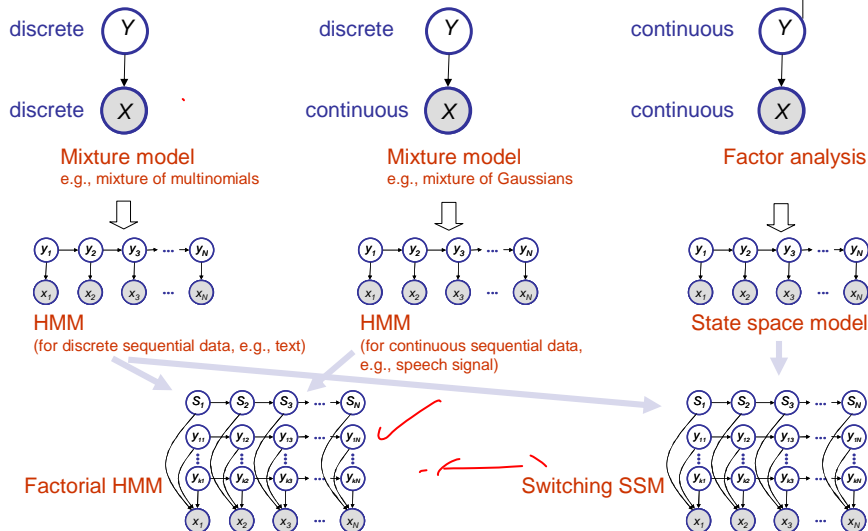 discrete Y discrete Y continuous Y
discrete X continuous X continuous X
Mixture model Mixture model Factor analysis
e.g., mixture of multinomials e.g., mixture of Gaussians
y1 y2 y3 ... yN y1 y2 y3 ... yN y1 y2 y3 ... yN
x1 x2 x3 ... xN x1 x2 x3 ... xN x1 x2 x3 ... xN
HMM HMM State space model
(for discrete sequential data, e.g., text) (for continuous sequential data,
e.g., speech signal)
S1 S2 S3 ... SN S1 S2 S3 ... SN
y11 y12 y13 ... y1N y11 y12 y13 ... y1N
Factorial HMM yk1 yk2 yk3 ... ykN Switching SSM yk1 yk2 yk3 ... ykN
x1 x2 x3 ... xN x1 x2 x3 ... xN